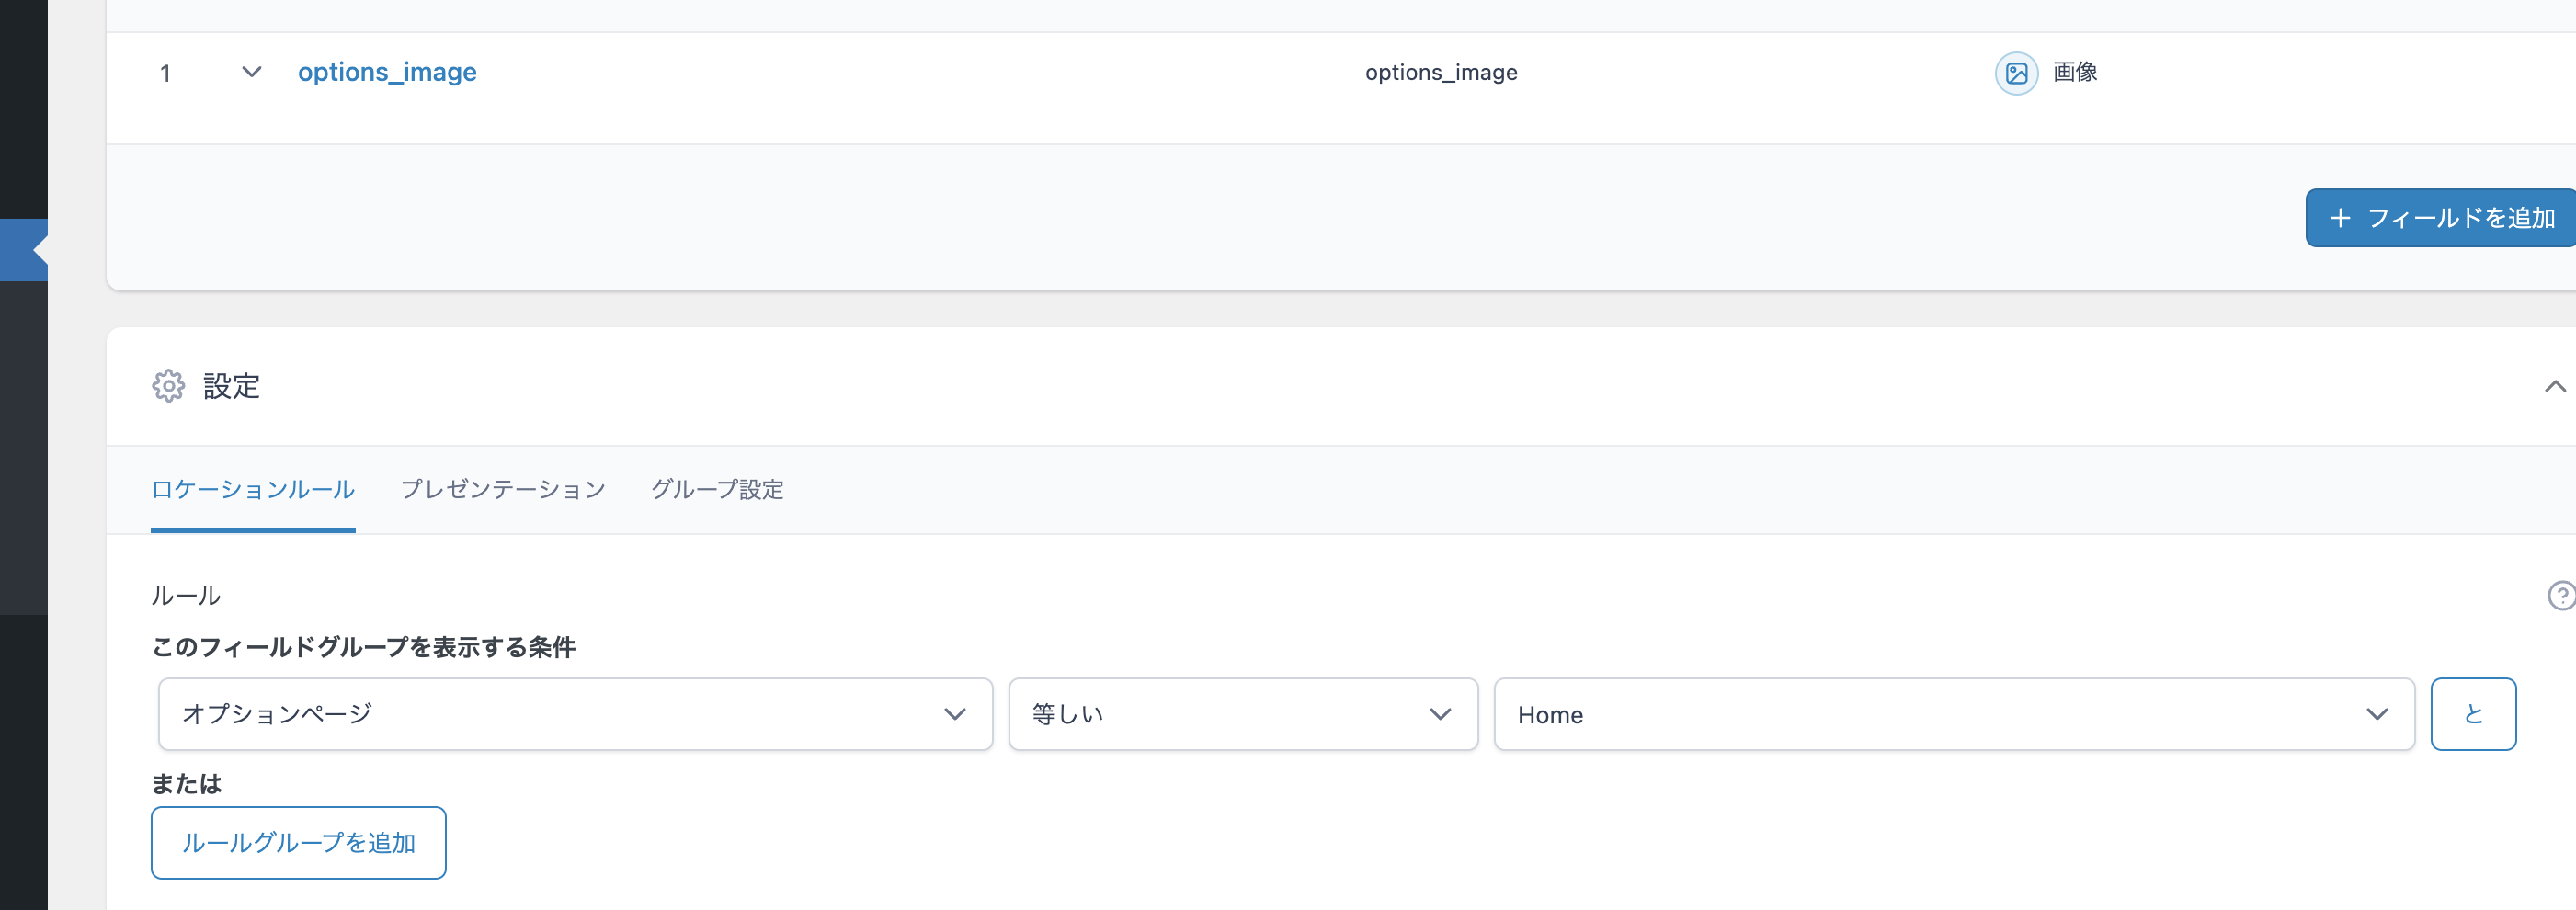 1 options_image options_image 画像
+ フィールドを追加
設定
ロケーションルール プレゼンテーション グループ設定
ルール
このフィールドグループを表示する条件
オプションページ 等しい Home と
または
ルールグループを追加